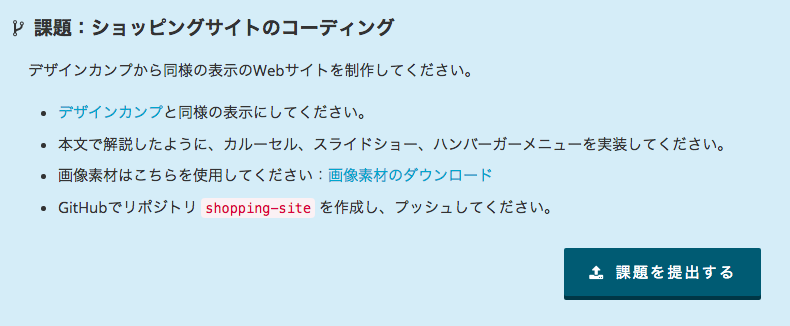 課題：ショッピングサイトのコーディング
デザインカンプから同様の表示のWebサイトを制作してください。
デザインカンプと同様の表示にしてください。
本文で解説したように、カルーセル、スライドショー、ハンバーガーメニューを実装してください。
画像素材はこちらを使用してください：画像素材のダウンロード
GitHubでリポジトリ shopping-site を作成し、プッシュしてください。
課題を提出する